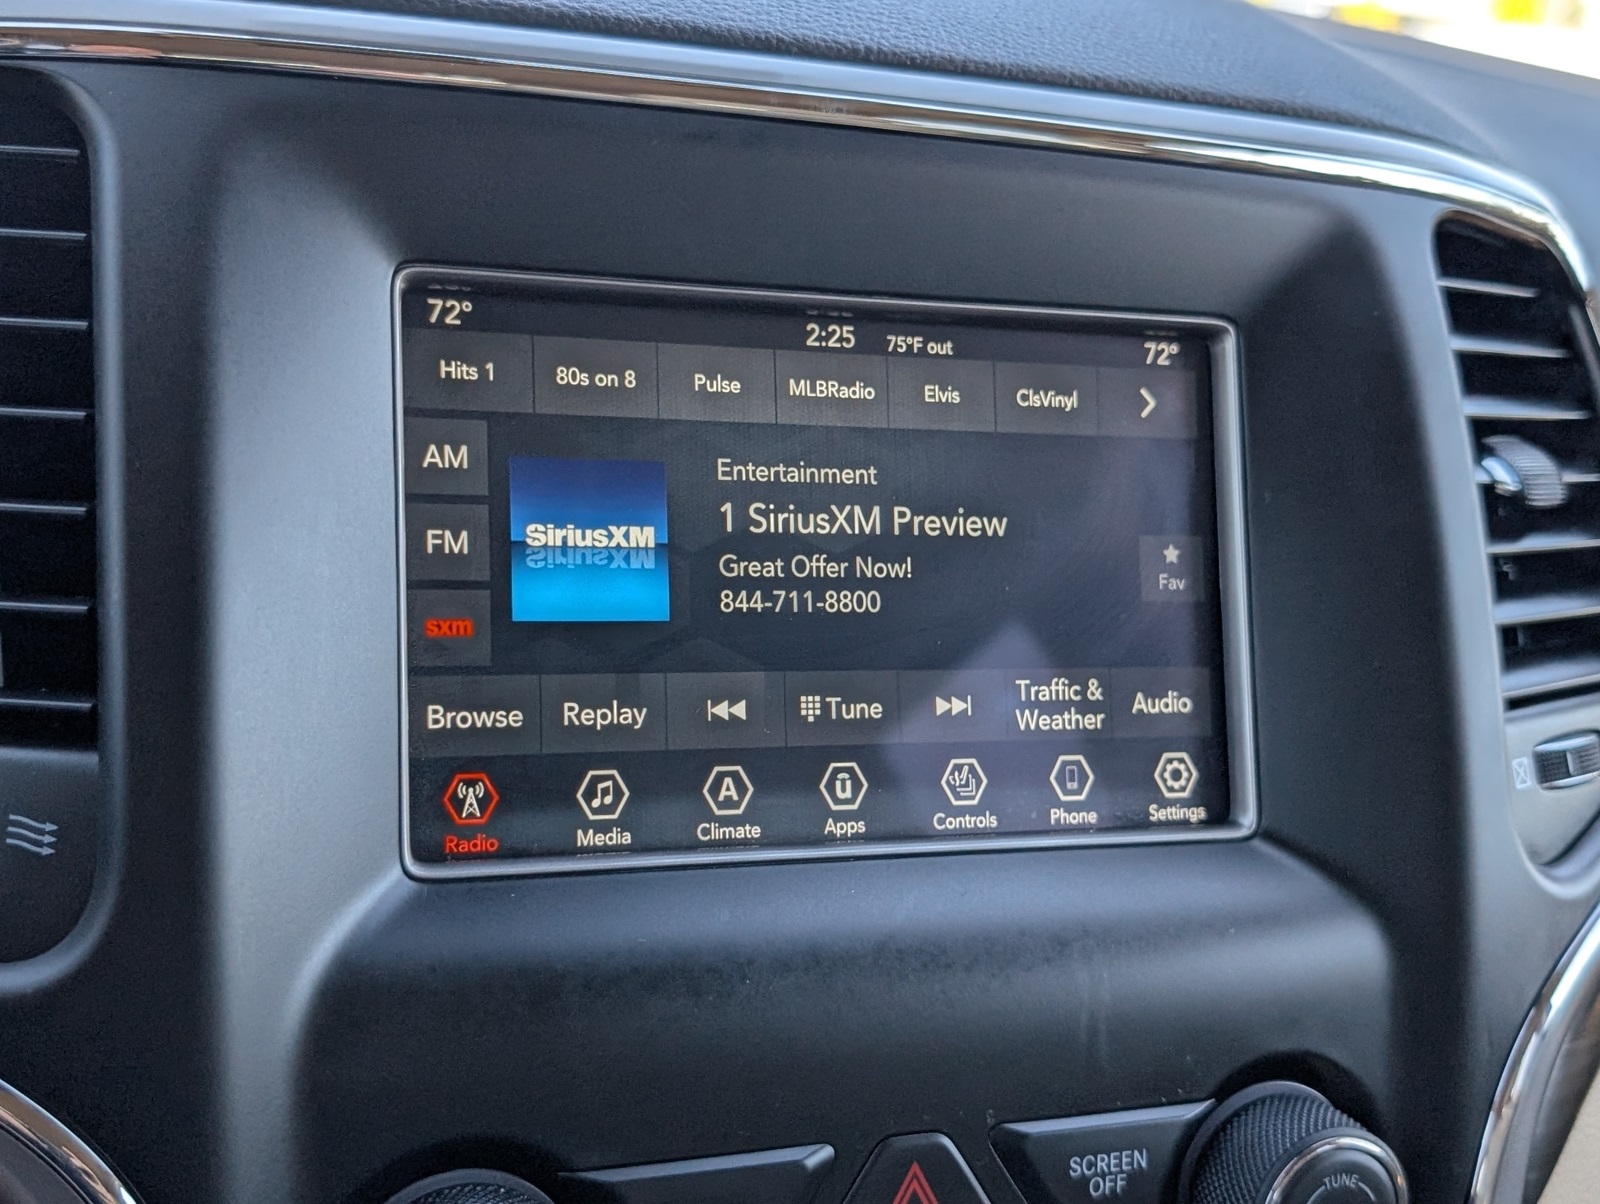 72° 2:25 75°F out 72°
Hits 1 80s on 8 Pulse MLBRadio Elvis ClsVinyl
AM
FM
sxm
SiriusXM
Entertainment
1 SiriusXM Preview
Great Offer Now!
844-711-8800
Fav
Browse Replay Tune Traffic & Weather Audio
A ū
Radio Media Climate Apps Controls Phone Settings
SCREEN
OFF
TUNE